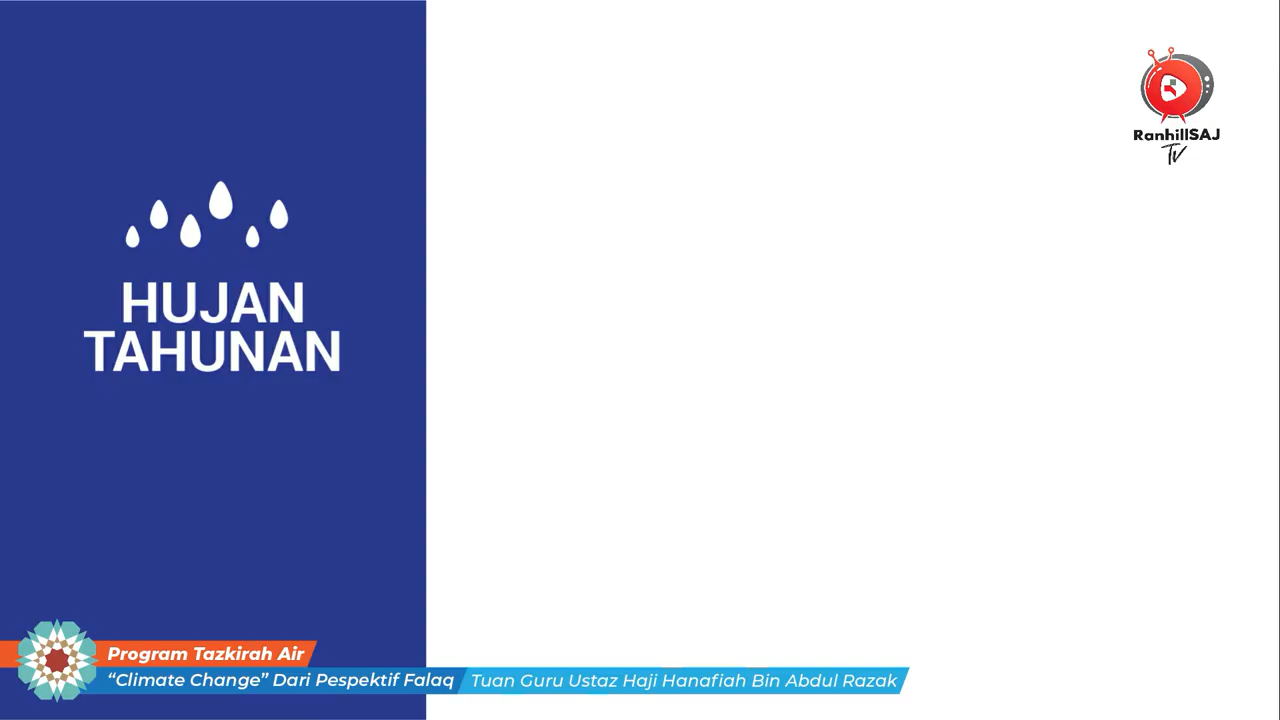 RanhillSAJ
TV
HUJAN
TAHUNAN
Program Tazkirah Air
“Climate Change” Dari Pespektif Falaq
Tuan Guru Ustaz Haji Hanafiah Bin Abdul Razak